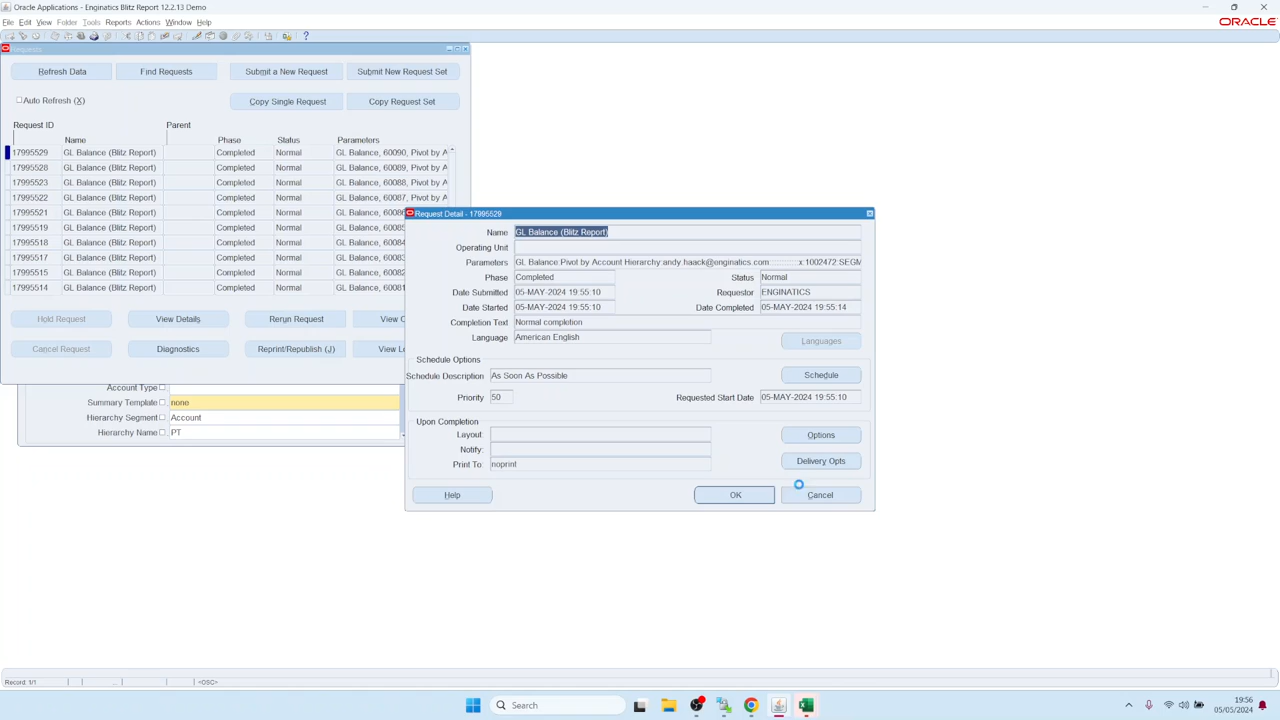 Oracle Applications - Enginatics Blitz Report 12.2.13 Demo
File Edit View Folder Tools Reports Actions Window Help
ORACLE
Requests
Refresh Data Find Requests Submit a New Request Submit New Request Set
Auto Refresh (X) Copy Single Request Copy Request Set
Request ID Parent
Name Phase Status Parameters
17995529 GL Balance (Blitz Report) Completed Normal GL Balance, 60090, Pivot by A
17995528 GL Balance (Blitz Report) Completed Normal GL Balance, 60089, Pivot by A
17995523 GL Balance (Blitz Report) Completed Normal GL Balance, 60088, Pivot by A
17995522 GL Balance (Blitz Report) Completed Normal GL Balance, 60087, Pivot by A
17995521 GL Balance (Blitz Report) Completed Normal GL Balance, 60086
17995519 GL Balance (Blitz Report) Completed Normal GL Balance, 60085
17995518 GL Balance (Blitz Report) Completed Normal GL Balance, 60084
17995517 GL Balance (Blitz Report) Completed Normal GL Balance, 60083
17995515 GL Balance (Blitz Report) Completed Normal GL Balance, 60082
17995514 GL Balance (Blitz Report) Completed Normal GL Balance, 60081
Hold Request View Details Rerun Request View O
Cancel Request Diagnostics Reprint/Republish (J) View Lo
Account Type
Summary Template none
Hierarchy Segment Account
Hierarchy Name PT
Request Detail - 17995529
Name GL Balance (Blitz Report)
Operating Unit
Parameters GL Balance:Pivot by Account Hierarchy:andy.haack@enginatics.com: x:1002472:SEGM
Phase Completed Status Normal
Date Submitted 05-MAY-2024 19:55:10 Requestor ENGINATICS
Date Started 05-MAY-2024 19:55:10 Date Completed 05-MAY-2024 19:55:14
Completion Text Normal completion
Language American English Languages
Schedule Options
Schedule Description As Soon As Possible Schedule
Priority 50 Requested Start Date 05-MAY-2024 19:55:10
Upon Completion
Layout: Options
Notify:
Print To noprint Delivery Opts
Help OK Cancel
Record: 1/1 ... <OSC>
Search
19:56
05/05/2024